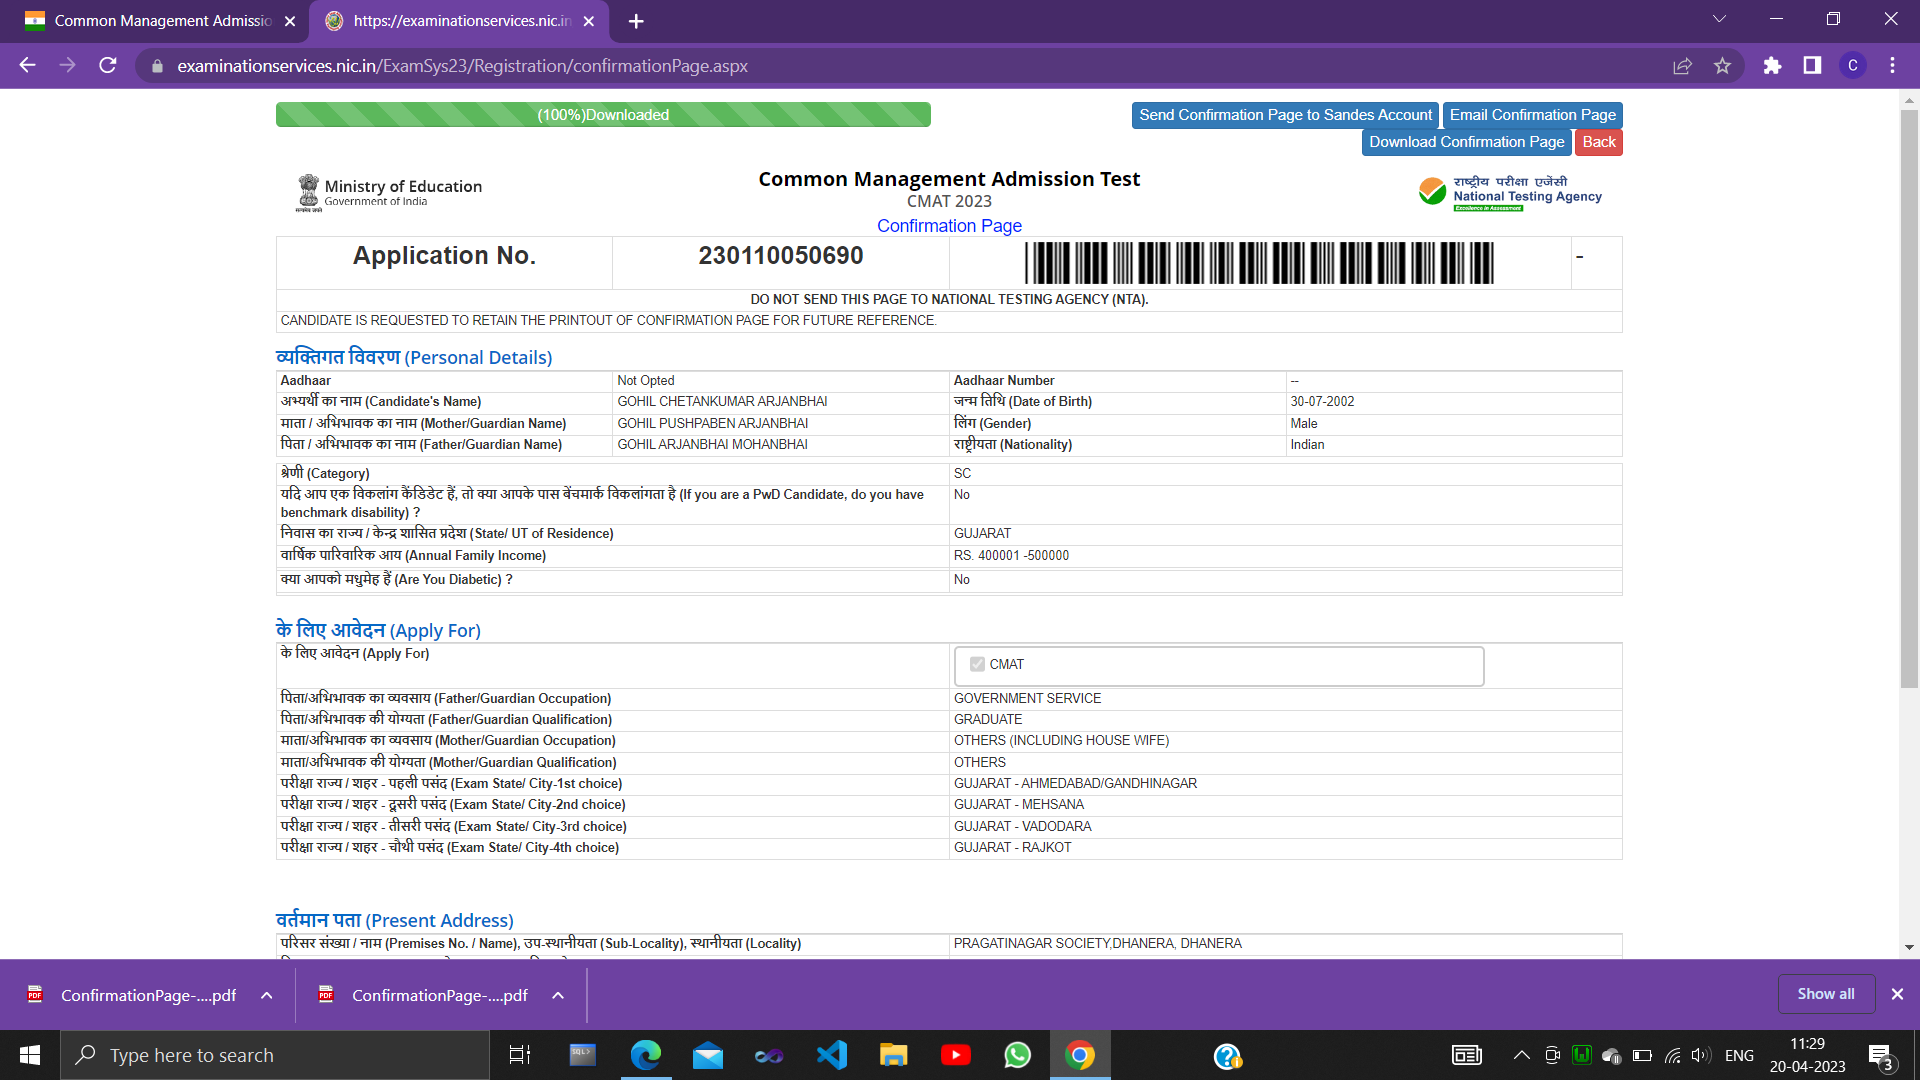 Common Management Admissio
https://examinationservices.nic.in
examinationservices.nic.in/ExamSys23/Registration/confirmationPage.aspx
C
(100%)Downloaded
Send Confirmation Page to Sandes Account
Email Confirmation Page
Download Confirmation Page
Back
Ministry of Education
Government of India
सत्यमेव जयते
Common Management Admission Test
CMAT 2023
Confirmation Page
राष्ट्रीय परीक्षा एजेंसी
National Testing Agency
Excellence in Assessment
Application No. 230110050690 -
DO NOT SEND THIS PAGE TO NATIONAL TESTING AGENCY (NTA).
CANDIDATE IS REQUESTED TO RETAIN THE PRINTOUT OF CONFIRMATION PAGE FOR FUTURE REFERENCE.
व्यक्तिगत विवरण (Personal Details)
Aadhaar Not Opted Aadhaar Number --
अभ्यर्थी का नाम (Candidate's Name) GOHIL CHETANKUMAR ARJANBHAI जन्म तिथि (Date of Birth) 30-07-2002
माता / अभिभावक का नाम (Mother/Guardian Name) GOHIL PUSHPABEN ARJANBHAI लिंग (Gender) Male
पिता / अभिभावक का नाम (Father/Guardian Name) GOHIL ARJANBHAI MOHANBHAI राष्ट्रीयता (Nationality) Indian
श्रेणी (Category) SC
यदि आप एक विकलांग कैंडिडेट हैं, तो क्या आपके पास बेंचमार्क विकलांगता है (If you are a PwD Candidate, do you have No
benchmark disability) ?
निवास का राज्य / केन्द्र शासित प्रदेश (State/ UT of Residence) GUJARAT
वार्षिक पारिवारिक आय (Annual Family Income) RS. 400001 -500000
क्या आपको मधुमेह हैं (Are You Diabetic) ? No
के लिए आवेदन (Apply For)
के लिए आवेदन (Apply For) CMAT
पिता/अभिभावक का व्यवसाय (Father/Guardian Occupation) GOVERNMENT SERVICE
पिता/अभिभावक की योग्यता (Father/Guardian Qualification) GRADUATE
माता/अभिभावक का व्यवसाय (Mother/Guardian Occupation) OTHERS (INCLUDING HOUSE WIFE)
माता/अभिभावक की योग्यता (Mother/Guardian Qualification) OTHERS
परीक्षा राज्य / शहर - पहली पसंद (Exam State/ City-1st choice) GUJARAT - AHMEDABAD/GANDHINAGAR
परीक्षा राज्य / शहर - दूसरी पसंद (Exam State/ City-2nd choice) GUJARAT - MEHSANA
परीक्षा राज्य / शहर - तीसरी पसंद (Exam State/ City-3rd choice) GUJARAT - VADODARA
परीक्षा राज्य / शहर - चौथी पसंद (Exam State/ City-4th choice) GUJARAT - RAJKOT
वर्तमान पता (Present Address)
परिसर संख्या / नाम (Premises No. / Name), उप-स्थानीयता (Sub-Locality), स्थानीयता (Locality) PRAGATINAGAR SOCIETY,DHANERA, DHANERA
PDF ConfirmationPage-....pdf
PDF ConfirmationPage-....pdf
Show all
Type here to search
SQL>
ENG
11:29
20-04-2023
3